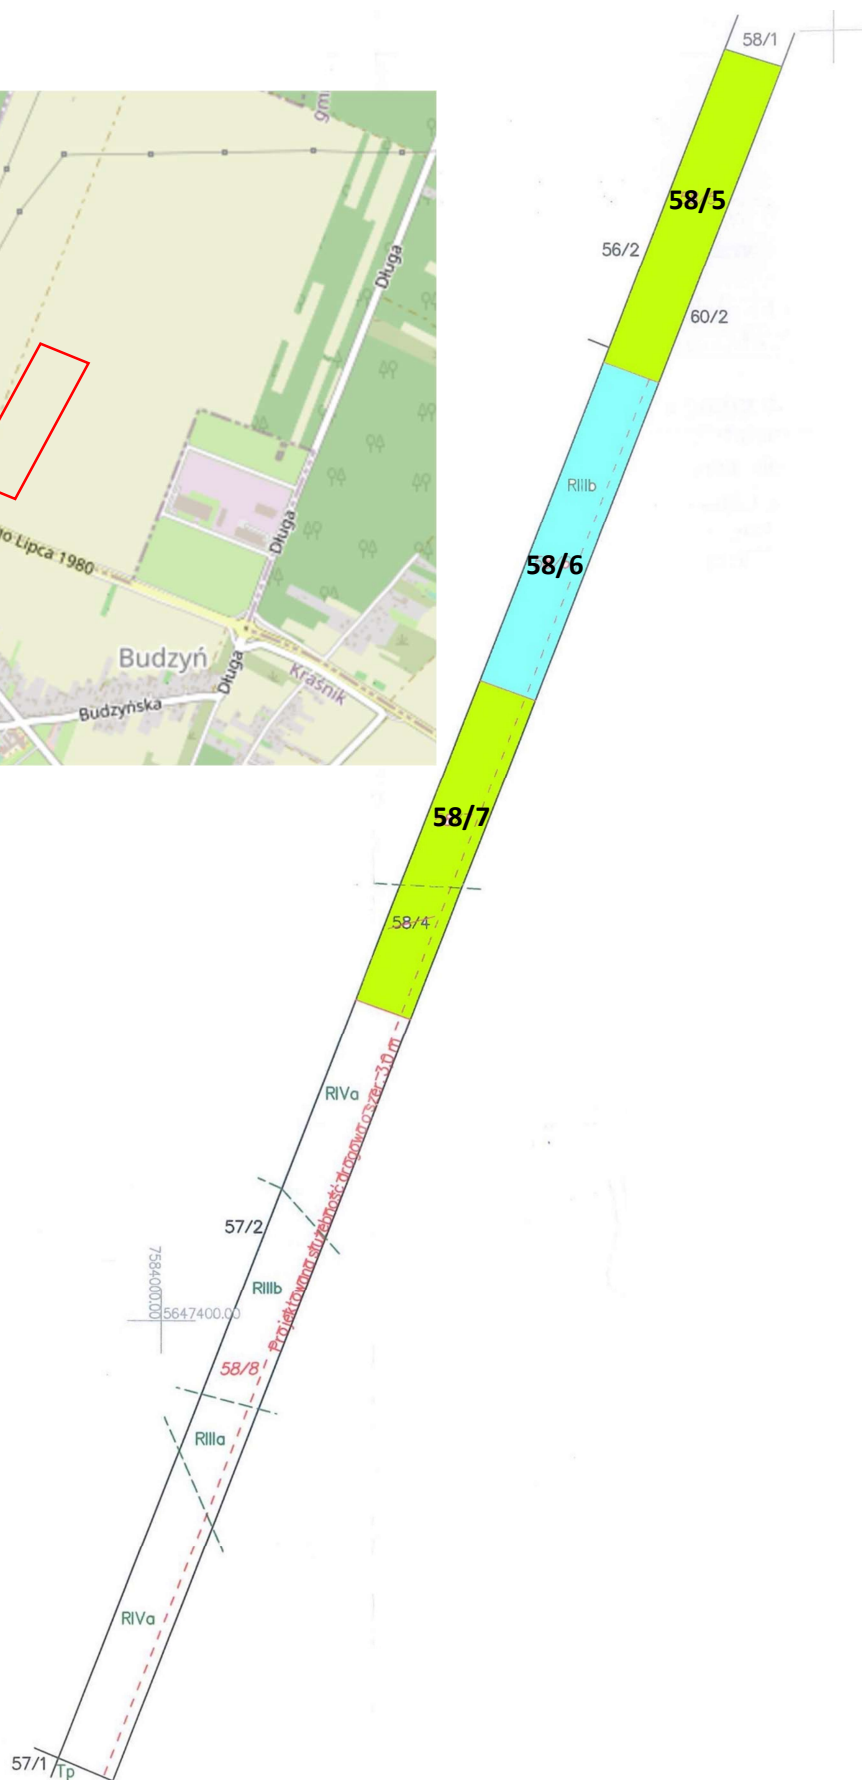 58/1
gmi
58/5
Długa
56/2
60/2
RIIIb
Długa
go Lipca 1980
58/6
Budzyń
Długa
Kraśnik
Budzyńska
58/7
58/4
Projektowana służebność drogowa o szer. 3.0 m
RIVa
57/2
RIIIb
7584000.00
5647400.00
58/8
RIIIa
RIVa
57/1
Tp